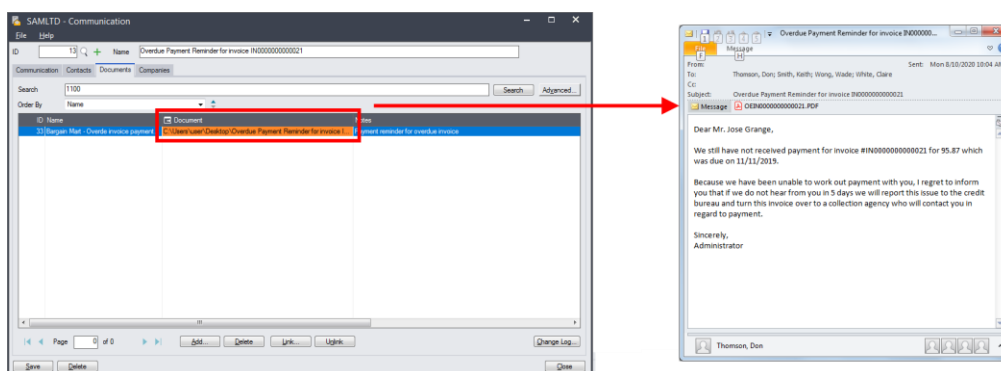 SAMLTD - Communication
File Help
ID 13 Name Overdue Payment Reminder for invoice IN0000000000021
Communication Contacts Documents Companies
Search 1100 Search Advanced...
Order By Name
ID Name Document Notes
33 Bargain Mart - Overde invoice payment C:\Users\user\Desktop\Overdue Payment Reminder for invoice I... Payment reminder for overdue invoice
Page 0 of 0 Add... Delete Link... Unlink Change Log...
Save Delete Close
Overdue Payment Reminder for invoice IN000000...
File Message
From: Sent: Mon 8/10/2020 10:04 AM
To: Thomson, Don; Smith, Keith; Wong, Wade; White, Claire
Cc:
Subject: Overdue Payment Reminder for invoice IN0000000000021
Message OEIN0000000000021.PDF
Dear Mr. Jose Grange,
We still have not received payment for invoice #IN0000000000021 for 95.87 which
was due on 11/11/2019.
Because we have been unable to work out payment with you, I regret to inform
you that if we do not hear from you in 5 days we will report this issue to the credit
bureau and turn this invoice over to a collection agency who will contact you in
regard to payment.
Sincerely,
Administrator
Thomson, Don